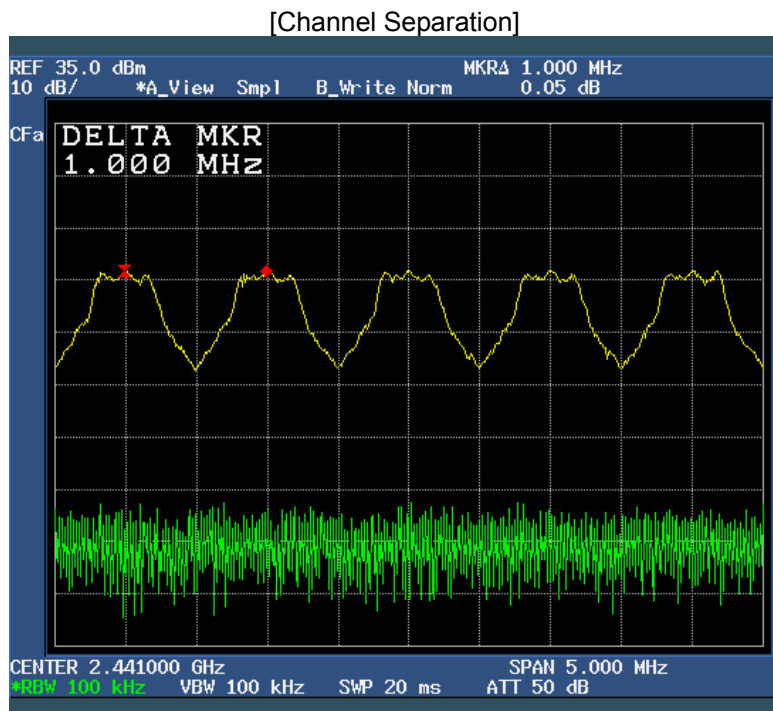 [Channel Separation]
REF 35.0 dBm MKRΔ 1.000 MHz
10 dB/ *A_View Smpl B_Write Norm 0.05 dB
CFa
DELTA MKR
1.000 MHz
CENTER 2.441000 GHz SPAN 5.000 MHz
*RBW 100 kHz VBW 100 kHz SWP 20 ms ATT 50 dB